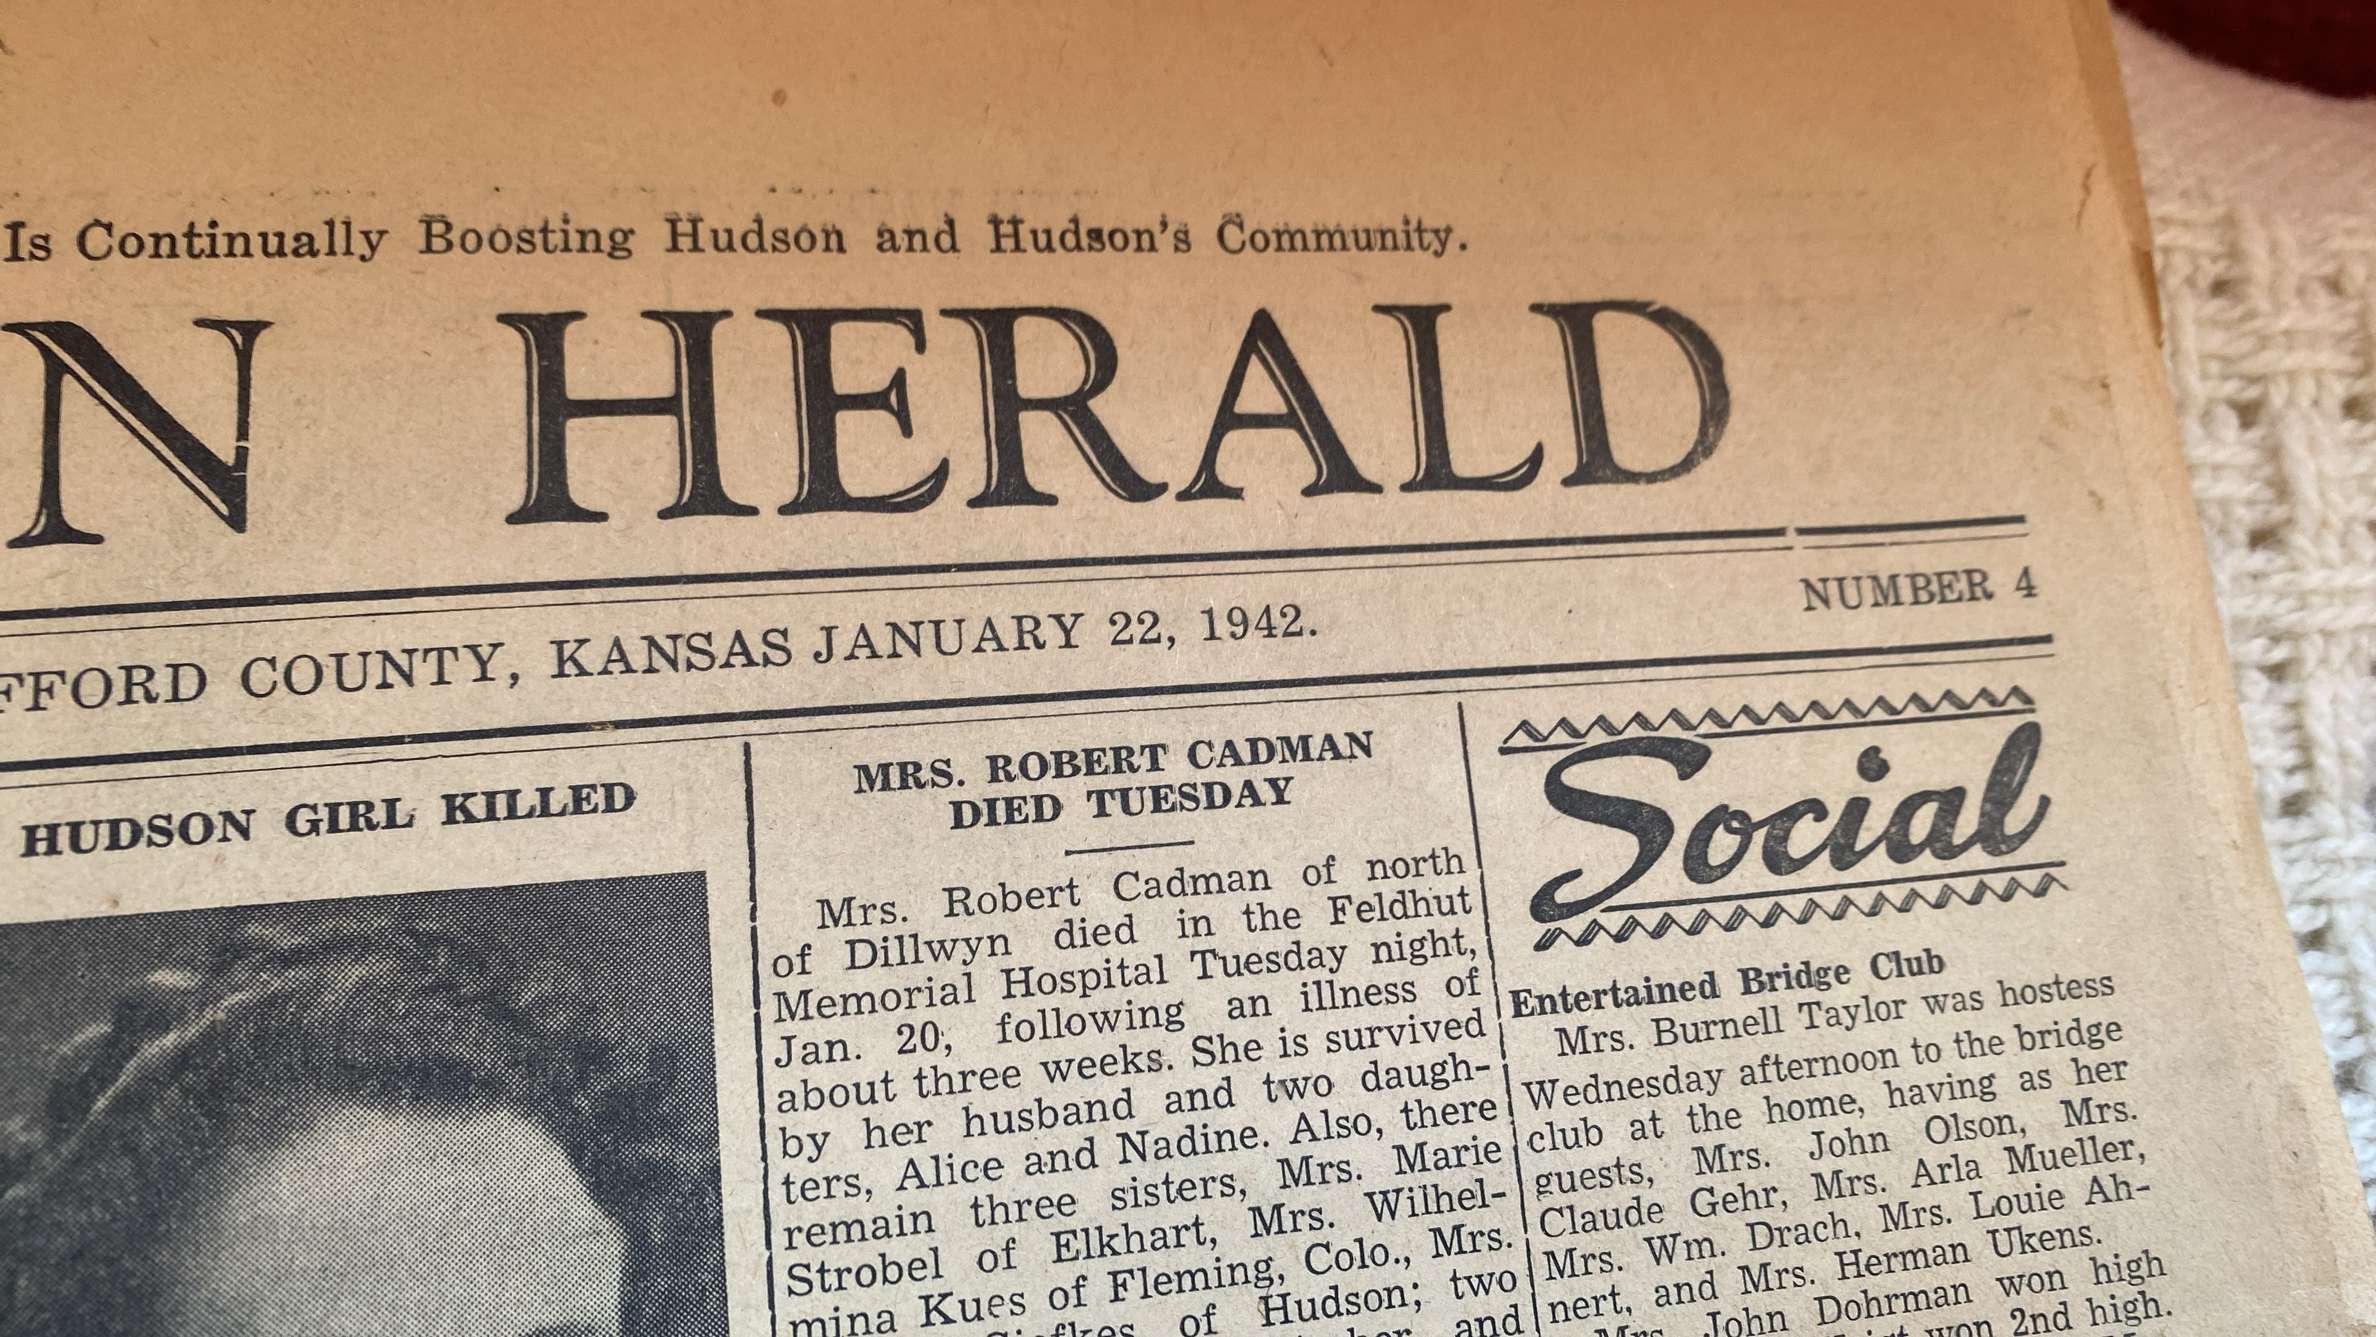 Is Continually Boosting Hudson and Hudson's Community.
N HERALD
FFORD COUNTY, KANSAS JANUARY 22, 1942.
NUMBER 4
HUDSON GIRL KILLED
MRS. ROBERT CADMAN
DIED TUESDAY
Mrs. Robert Cadman of north
of Dillwyn died in the Feldhut
Memorial Hospital Tuesday night,
Jan. 20, following an illness of
about three weeks. She is survived
by her husband and two daugh-
ters, Alice and Nadine. Also, there
remain three sisters, Mrs. Marie
Strobel of Elkhart, Mrs. Wilhel-
mina Kues of Fleming, Colo., Mrs.
of Hudson; two
and
Social
Entertained Bridge Club
Mrs. Burnell Taylor was hostess
Wednesday afternoon to the bridge
club at the home, having as her
guests, Mrs. John Olson, Mrs.
Claude Gehr, Mrs. Arla Mueller,
Mrs. Wm. Drach, Mrs. Louie Ah-
nert, and Mrs. Herman Ukens.
Mrs. John Dohrman won high
won 2nd high.